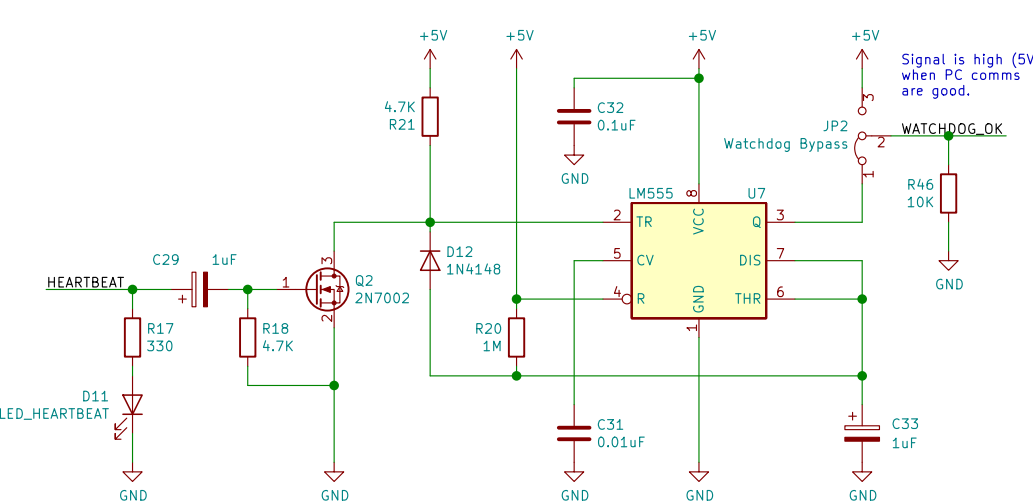 +5V
+5V
+5V
+5V
Signal is high (5V
when PC comms
are good.
3
4.7K
R21
C32
0.1uF
JP2
Watchdog Bypass
2
WATCHDOG_OK
GND
1
R46
10K
LM555
U7
8
2
TR
VCC
Q
3
C29
1uF
3
D12
1N4148
5
CV
DIS
7
HEARTBEAT
1
Q2
2N7002
4
R
GND
THR
6
GND
2
R17
330
R18
4.7K
R20
1M
1
D11
LED_HEARTBEAT
C31
0.01uF
C33
1uF
GND
GND
GND
GND
GND